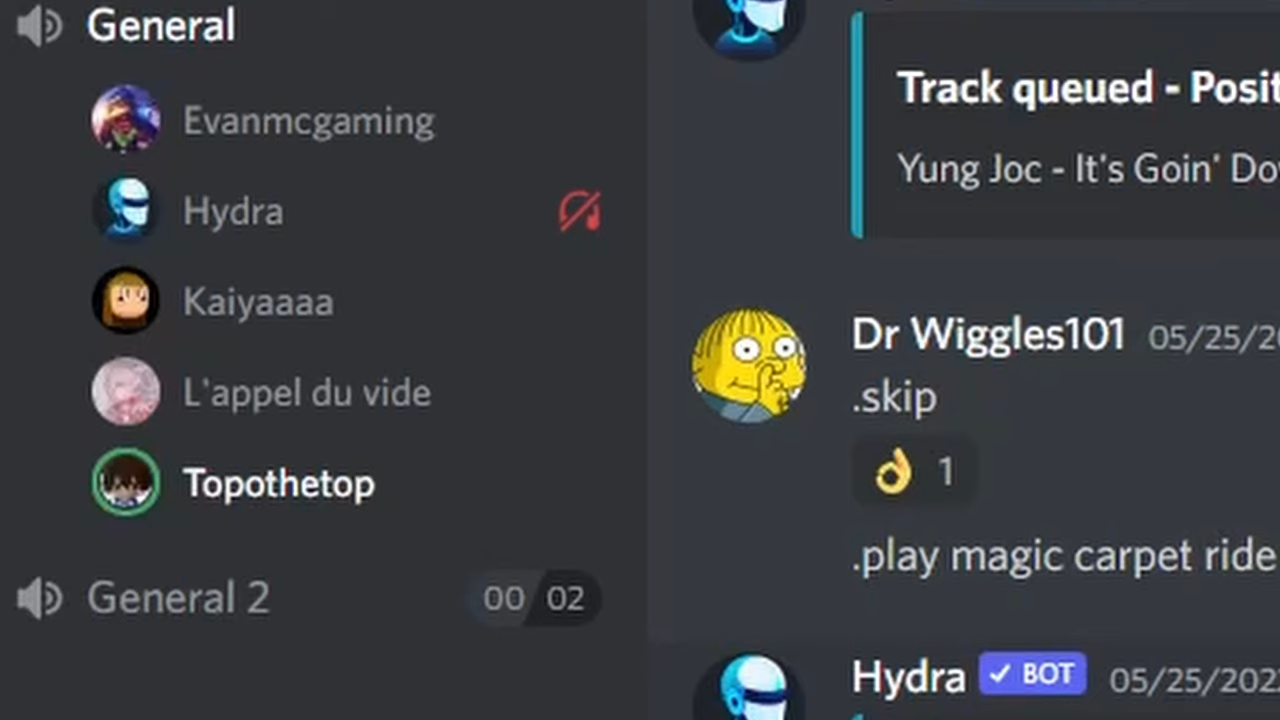 General
Evanmcgaming
Hydra
Kaiyaaaa
L'appel du vide
Topothetop
General 2
00 02
Track queued - Posit
Yung Joc - It's Goin' Do
Dr Wiggles101 05/25/20
.skip
1
.play magic carpet ride
Hydra BOT 05/25/202